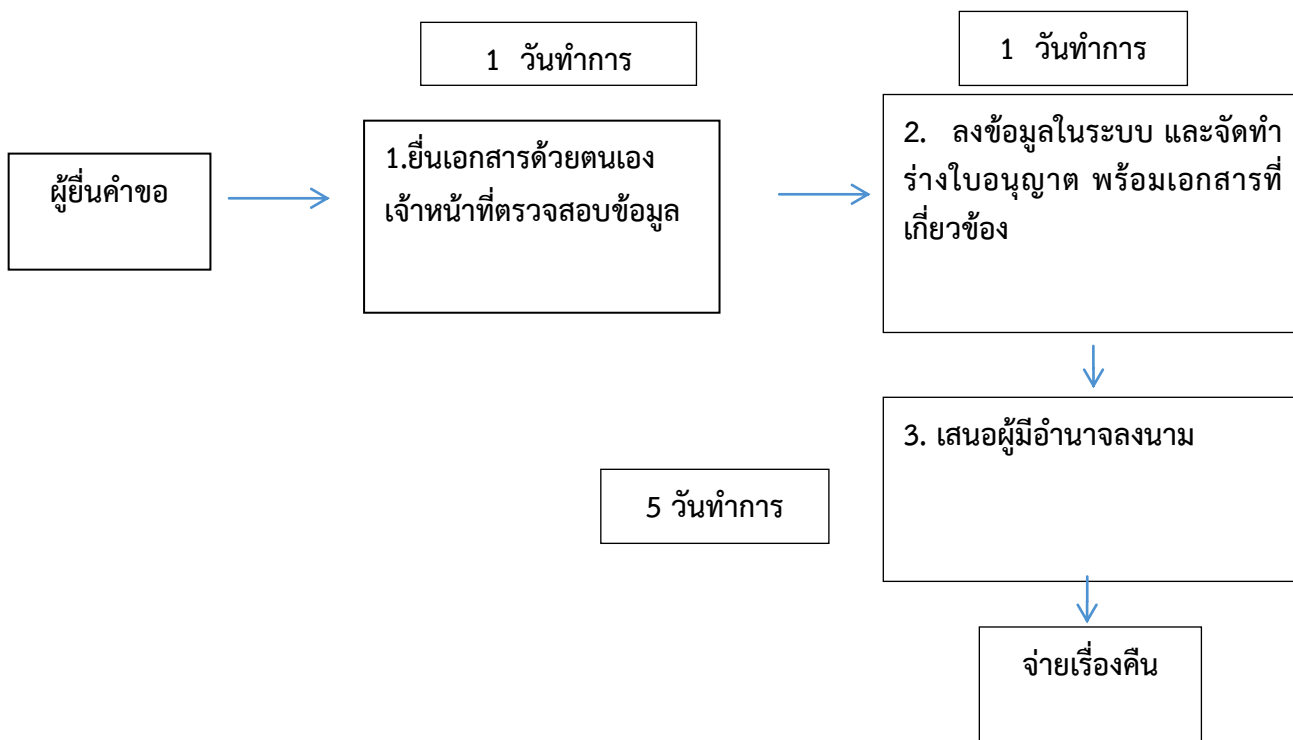 1 วันทำการ
1 วันทำการ
ผู้ยื่นคำขอ
1.ยื่นเอกสารด้วยตนเอง
เจ้าหน้าที่ตรวจสอบข้อมูล
2. ลงข้อมูลในระบบ และจัดทำ
ร่างใบอนุญาต พร้อมเอกสารที่
เกี่ยวข้อง
3. เสนอผู้มีอำนาจลงนาม
5 วันทำการ
จ่ายเรื่องคืน